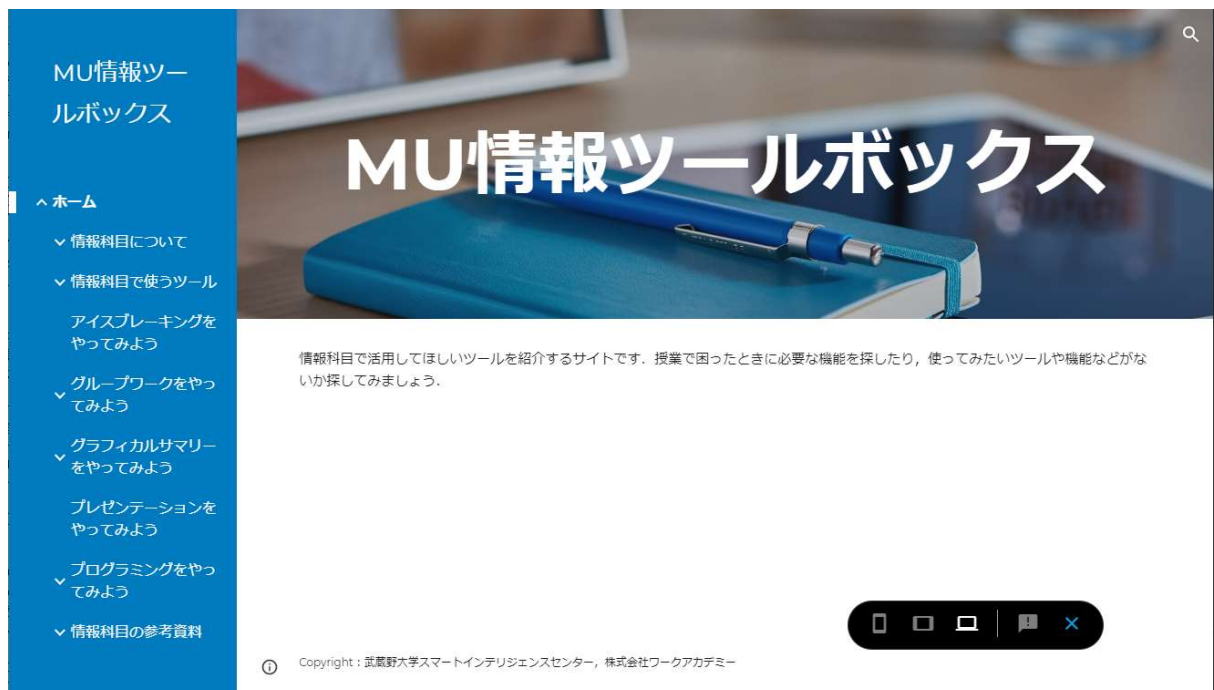 MU情報ツー
ルボックス
ホーム
情報科目について
情報科目で使うツール
アイスブレーキングを
やってみよう
グループワークをやっ
てみよう
グラフィカルサマリー
をやってみよう
プレゼンテーションを
やってみよう
プログラミングをやっ
てみよう
情報科目の参考資料
MU情報ツールボックス
情報科目で活用してほしいツールを紹介するサイトです．授業で困ったときに必要な機能を探したり，使ってみたいツールや機能などがな
いか探してみましょう．
Copyright：武蔵野大学スマートインテリジェンスセンター，株式会社ワークアカデミー